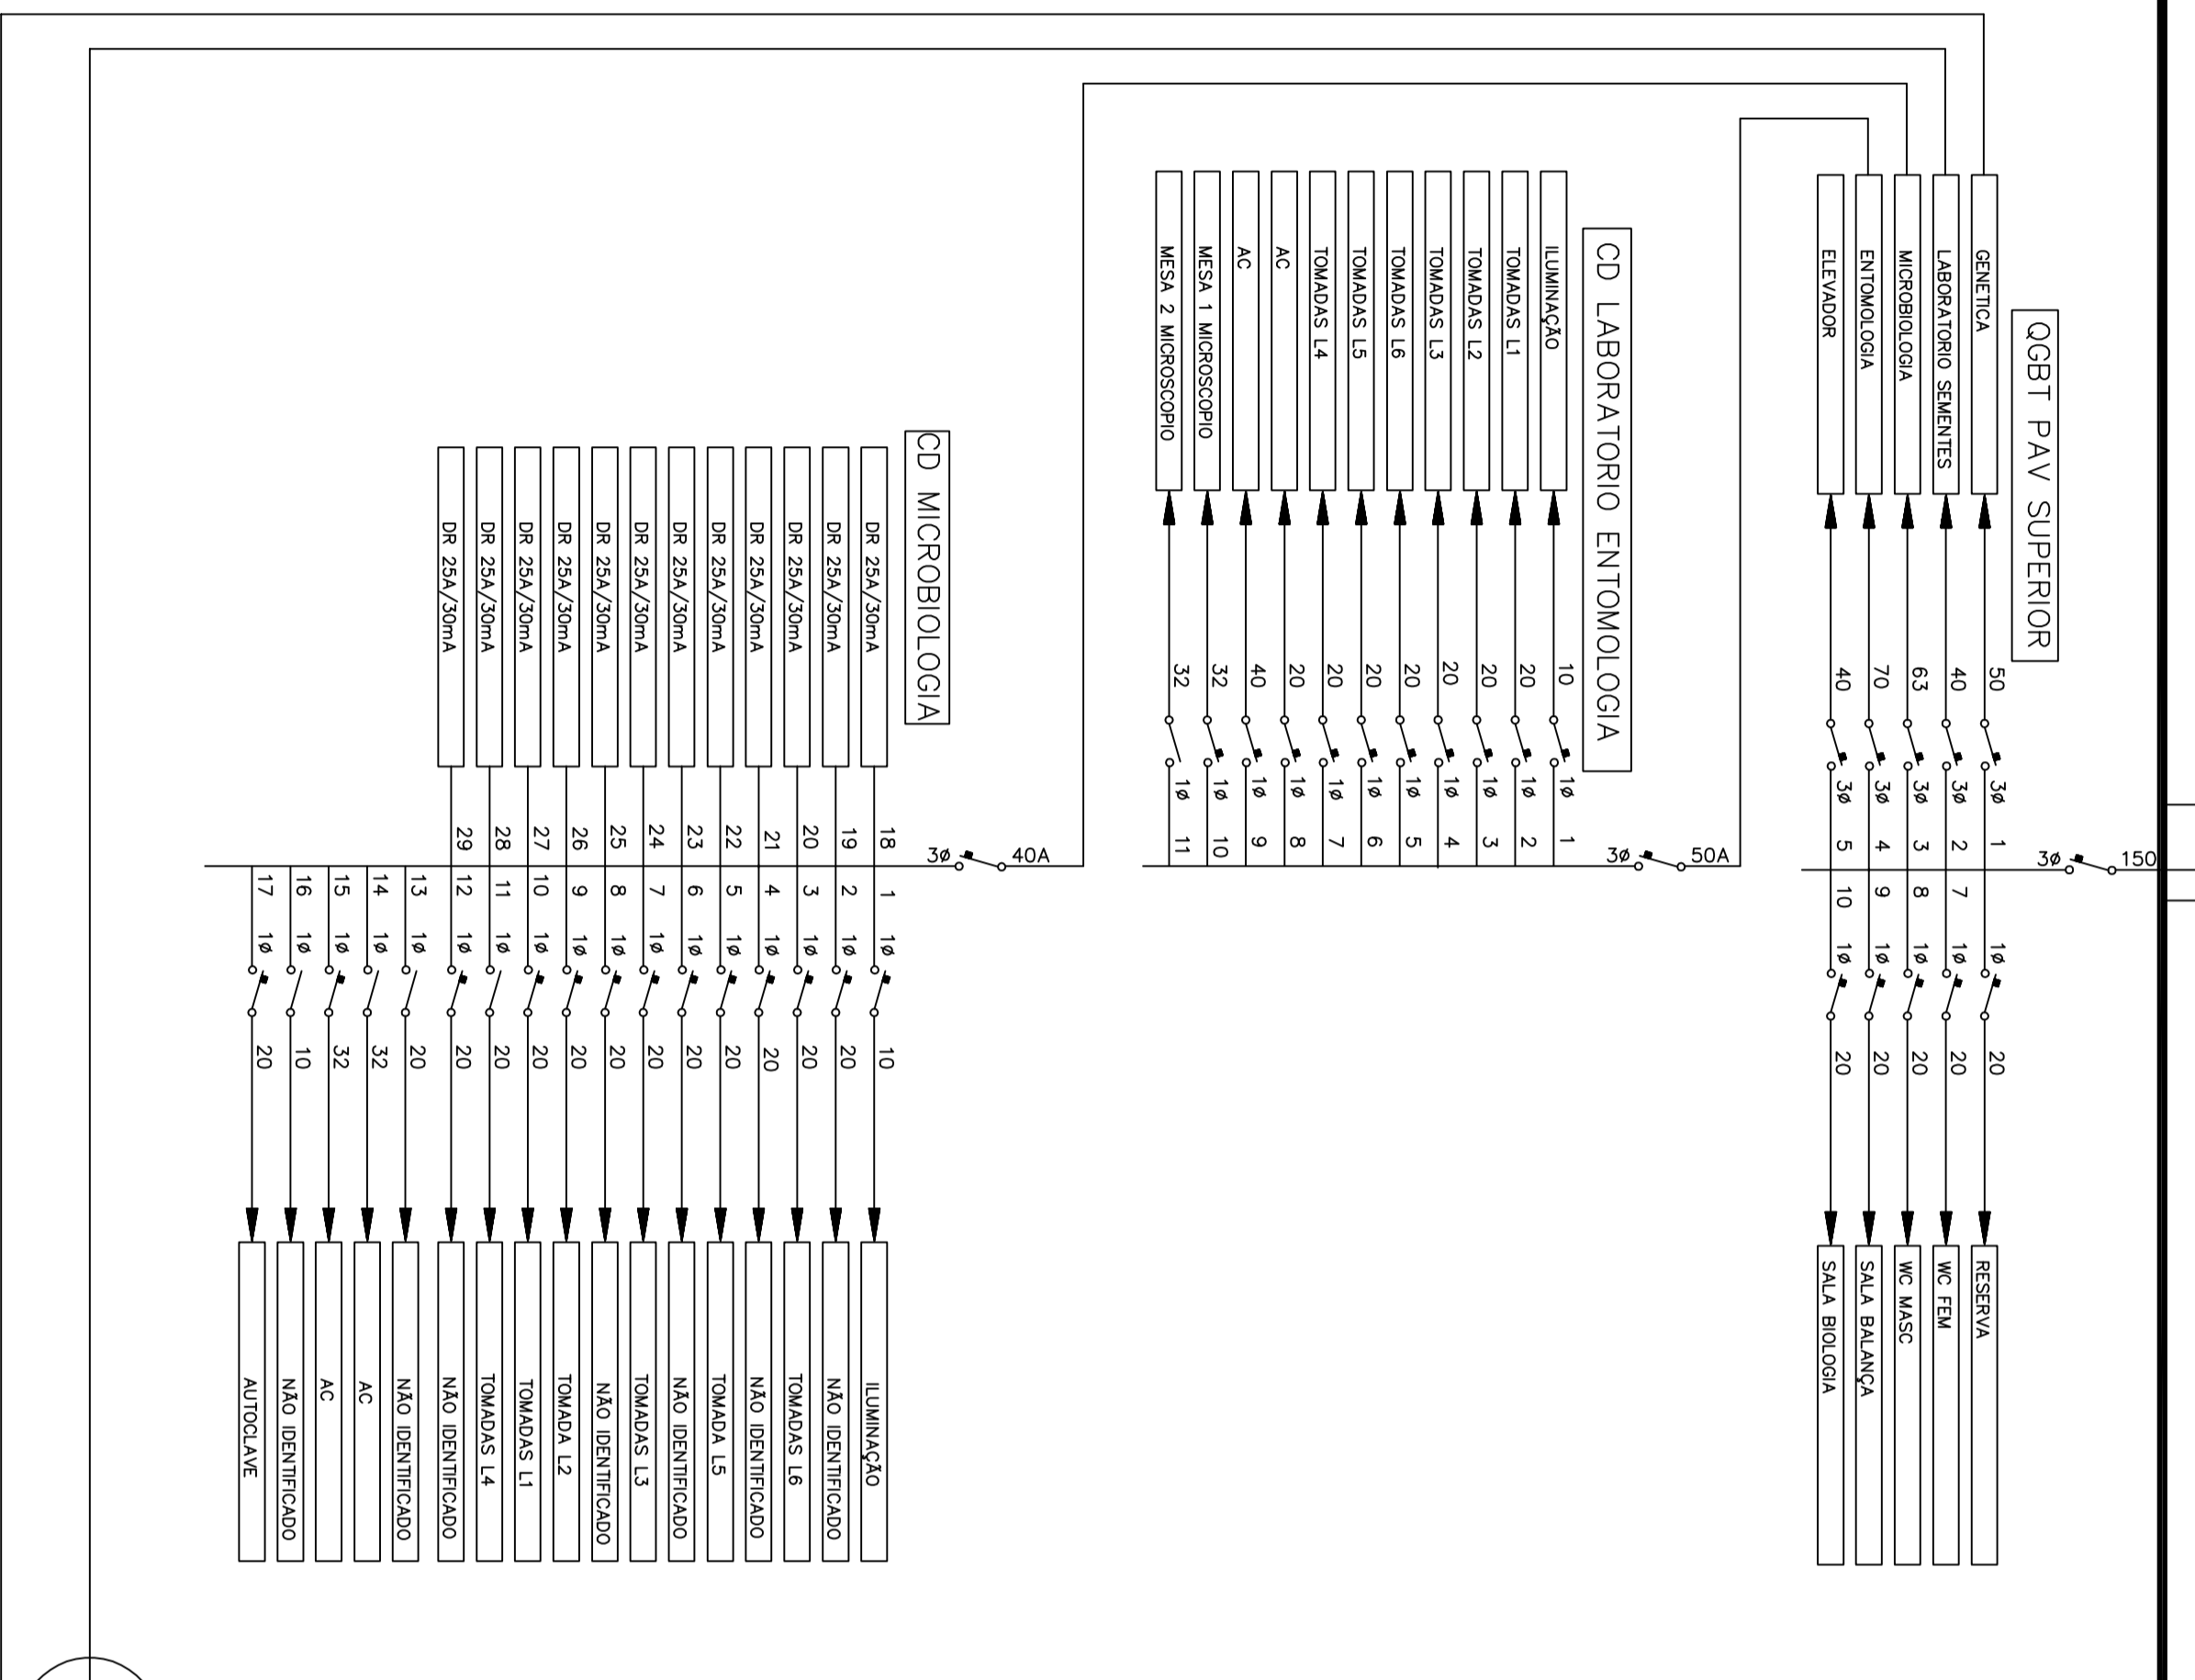 QGBT PAV SUPERIOR
3ø 150
GENETICA 50 3ø 1
LABORATORIO SEMENTES 40 3ø 2
MICROBIOLOGIA 63 3ø 3
ENTOMOLOGIA 70 3ø 4
ELEVADOR 40 3ø 5
1ø 20 RESERVA
7 1ø 20 WC FEM
8 1ø 20 WC MASC
9 1ø 20 SALA BALANÇA
10 1ø 20 SALA BIOLOGIA
CD LABORATORIO ENTOMOLOGIA
3ø 50A
ILUMINAÇÃO 10 1ø 1
TOMADAS L1 20 1ø 2
TOMADAS L2 20 1ø 3
TOMADAS L3 20 1ø 4
TOMADAS L6 20 1ø 5
TOMADAS L5 20 1ø 6
TOMADAS L4 20 1ø 7
AC 20 1ø 8
AC 40 1ø 9
MESA 1 MICROSCOPIO 32 1ø 10
MESA 2 MICROSCOPIO 32 1ø 11
CD MICROBIOLOGIA
3ø 40A
DR 25A/30mA 18
DR 25A/30mA 19
DR 25A/30mA 20
DR 25A/30mA 21
DR 25A/30mA 22
DR 25A/30mA 23
DR 25A/30mA 24
DR 25A/30mA 25
DR 25A/30mA 26
DR 25A/30mA 27
DR 25A/30mA 28
DR 25A/30mA 29
1 1ø 10 ILUMINAÇÃO
2 1ø 20 NÃO IDENTIFICADO
3 1ø 20 TOMADAS L6
4 1ø 20 NÃO IDENTIFICADO
5 1ø 20 TOMADA L5
6 1ø 20 NÃO IDENTIFICADO
7 1ø 20 TOMADAS L3
8 1ø 20 NÃO IDENTIFICADO
9 1ø 20 TOMADA L2
10 1ø 20 TOMADAS L1
11 1ø 20 TOMADAS L4
12 1ø 20 NÃO IDENTIFICADO
13 1ø 20 NÃO IDENTIFICADO
14 1ø 32 AC
15 1ø 32 AC
16 1ø 10 NÃO IDENTIFICADO
17 1ø 20 AUTOCLAVE